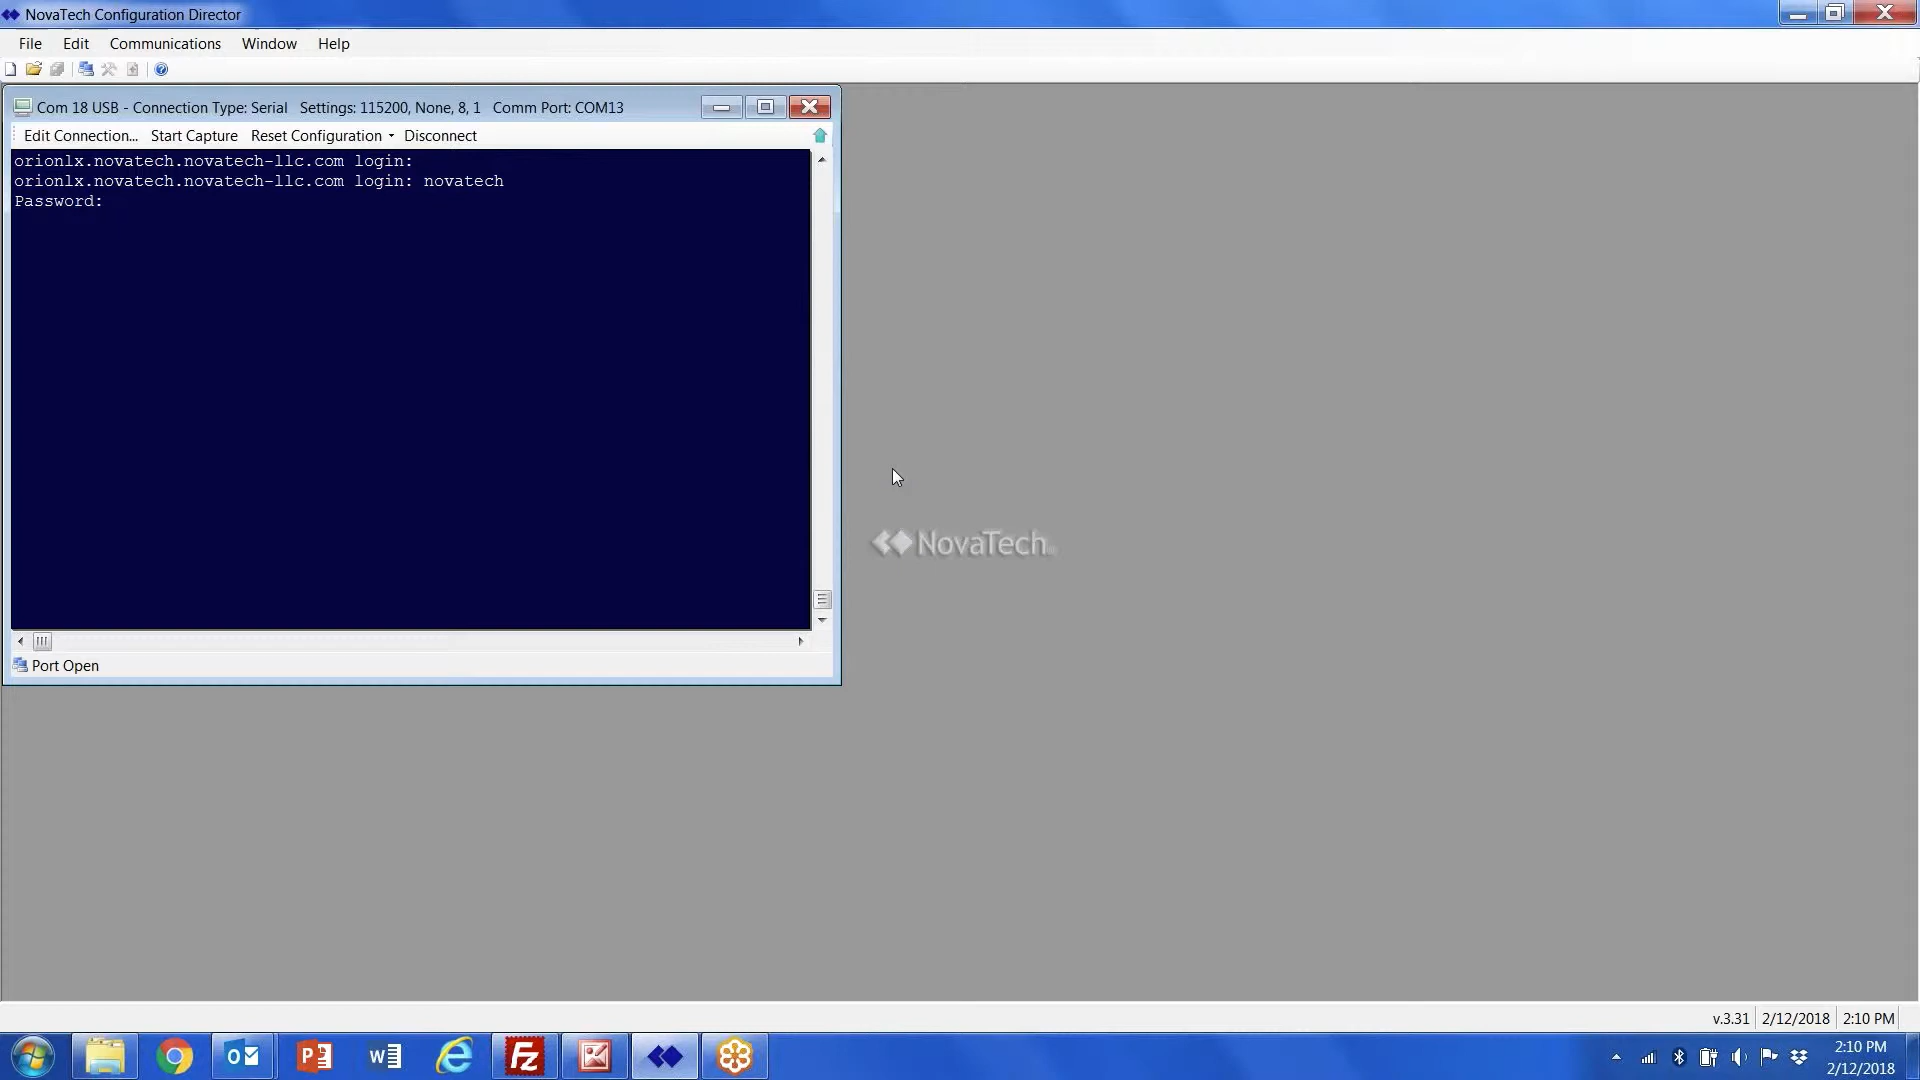 NovaTech Configuration Director
File Edit Communications Window Help
Com 18 USB - Connection Type: Serial Settings: 115200, None, 8, 1 Comm Port: COM13
Edit Connection... Start Capture Reset Configuration Disconnect
orionlx.novatech.novatech-llc.com login:
orionlx.novatech.novatech-llc.com login: novatech
Password:
NovaTech
Port Open
v.3.31 2/12/2018 2:10 PM
2:10 PM
2/12/2018